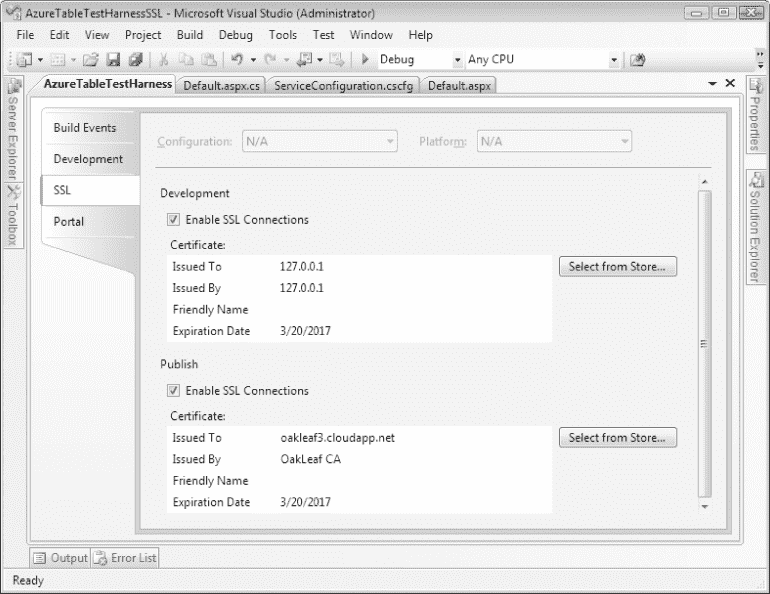 AzureTableTestHarnessSSL - Microsoft Visual Studio (Administrator)
File Edit View Project Build Debug Tools Test Window Help
Debug Any CPU
AzureTableTestHarness Default.aspx.cs ServiceConfiguration.cscfg Default.aspx
Server Explorer
Toolbox
Build Events
Development
SSL
Portal
Configuration: N/A Platform: N/A
Development
Enable SSL Connections
Certificate:
Issued To 127.0.0.1 Select from Store...
Issued By 127.0.0.1
Friendly Name
Expiration Date 3/20/2017
Publish
Enable SSL Connections
Certificate:
Issued To oakleaf3.cloudapp.net Select from Store...
Issued By OakLeaf CA
Friendly Name
Expiration Date 3/20/2017
Properties
Solution Explorer
Output Error List
Ready